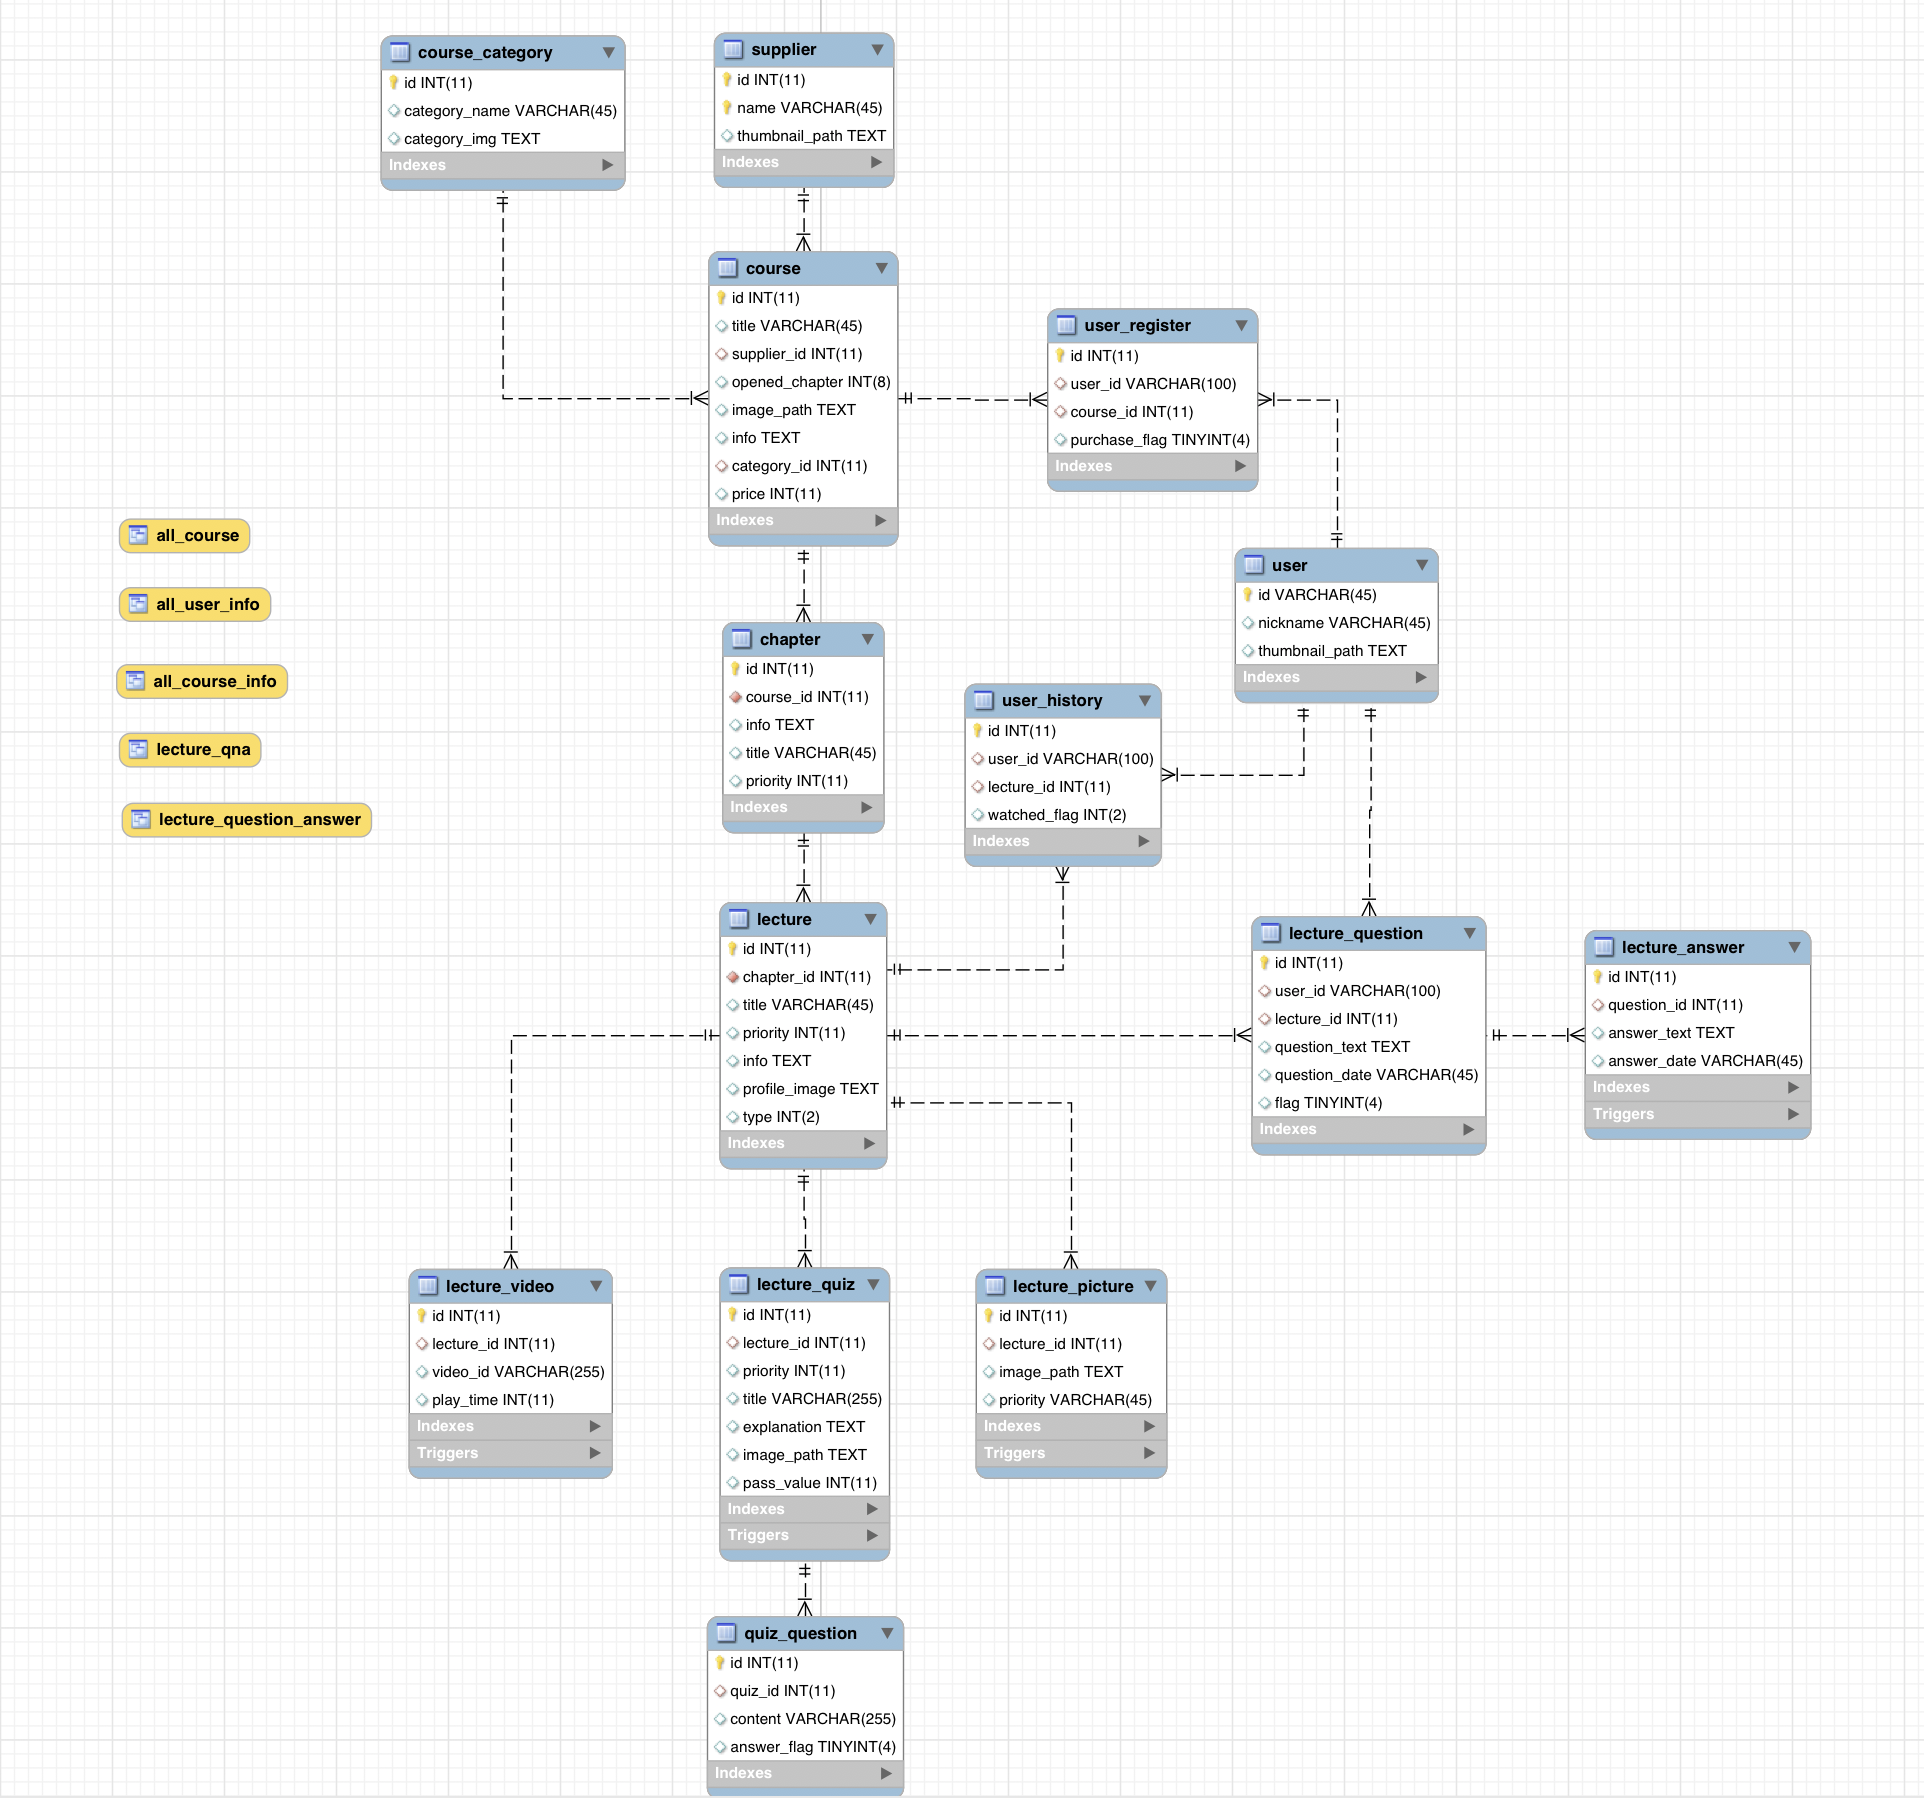 course_category
id INT(11)
category_name VARCHAR(45)
category_img TEXT
Indexes
supplier
id INT(11)
name VARCHAR(45)
thumbnail_path TEXT
Indexes
course
id INT(11)
title VARCHAR(45)
supplier_id INT(11)
opened_chapter INT(8)
image_path TEXT
info TEXT
category_id INT(11)
price INT(11)
Indexes
user_register
id INT(11)
user_id VARCHAR(100)
course_id INT(11)
purchase_flag TINYINT(4)
Indexes
all_course
all_user_info
all_course_info
lecture_qna
lecture_question_answer
user
id VARCHAR(45)
nickname VARCHAR(45)
thumbnail_path TEXT
Indexes
chapter
id INT(11)
course_id INT(11)
info TEXT
title VARCHAR(45)
priority INT(11)
Indexes
user_history
id INT(11)
user_id VARCHAR(100)
lecture_id INT(11)
watched_flag INT(2)
Indexes
lecture
id INT(11)
chapter_id INT(11)
title VARCHAR(45)
priority INT(11)
info TEXT
profile_image TEXT
type INT(2)
Indexes
lecture_question
id INT(11)
user_id VARCHAR(100)
lecture_id INT(11)
question_text TEXT
question_date VARCHAR(45)
flag TINYINT(4)
Indexes
lecture_answer
id INT(11)
question_id INT(11)
answer_text TEXT
answer_date VARCHAR(45)
Indexes
Triggers
lecture_video
id INT(11)
lecture_id INT(11)
video_id VARCHAR(255)
play_time INT(11)
Indexes
Triggers
lecture_quiz
id INT(11)
lecture_id INT(11)
priority INT(11)
title VARCHAR(255)
explanation TEXT
image_path TEXT
pass_value INT(11)
Indexes
Triggers
lecture_picture
id INT(11)
lecture_id INT(11)
image_path TEXT
priority VARCHAR(45)
Indexes
Triggers
quiz_question
id INT(11)
quiz_id INT(11)
content VARCHAR(255)
answer_flag TINYINT(4)
Indexes